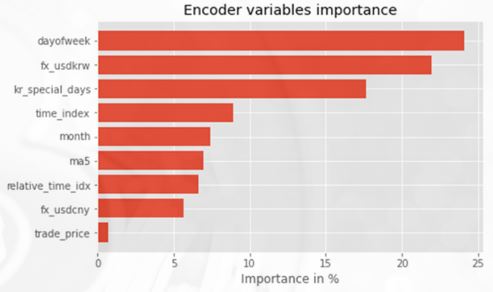 Encoder variables importance
dayofweek
fx_usdkrw
kr_special_days
time_index
month
ma5
relative_time_idx
fx_usdcny
trade_price
0 5 10 15 20 25
Importance in %